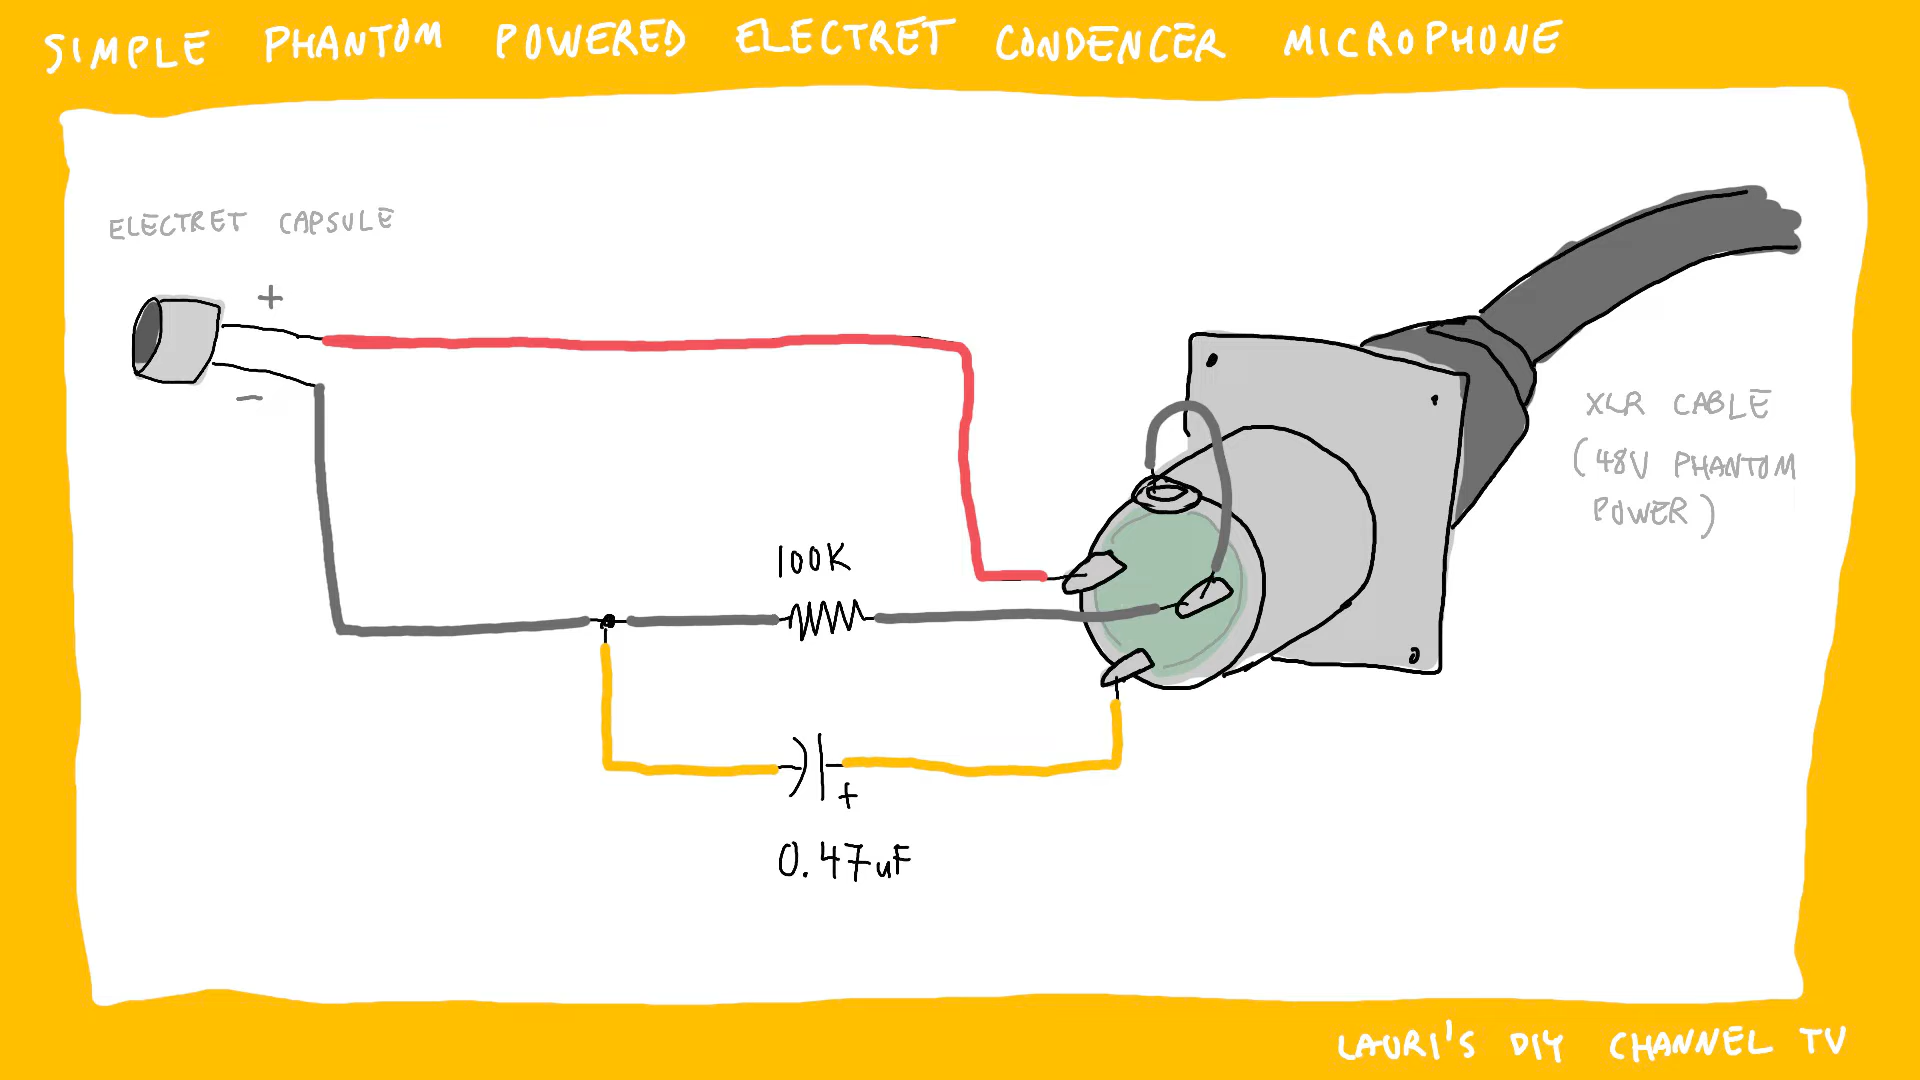 SIMPLE PHANTOM POWERED ELECTRET CONDENCER MICROPHONE
ELECTRET CAPSULE
+
−
100K
+
0.47uF
XLR CABLE
(48V PHANTOM
POWER)
LAURI'S DIY CHANNEL TV